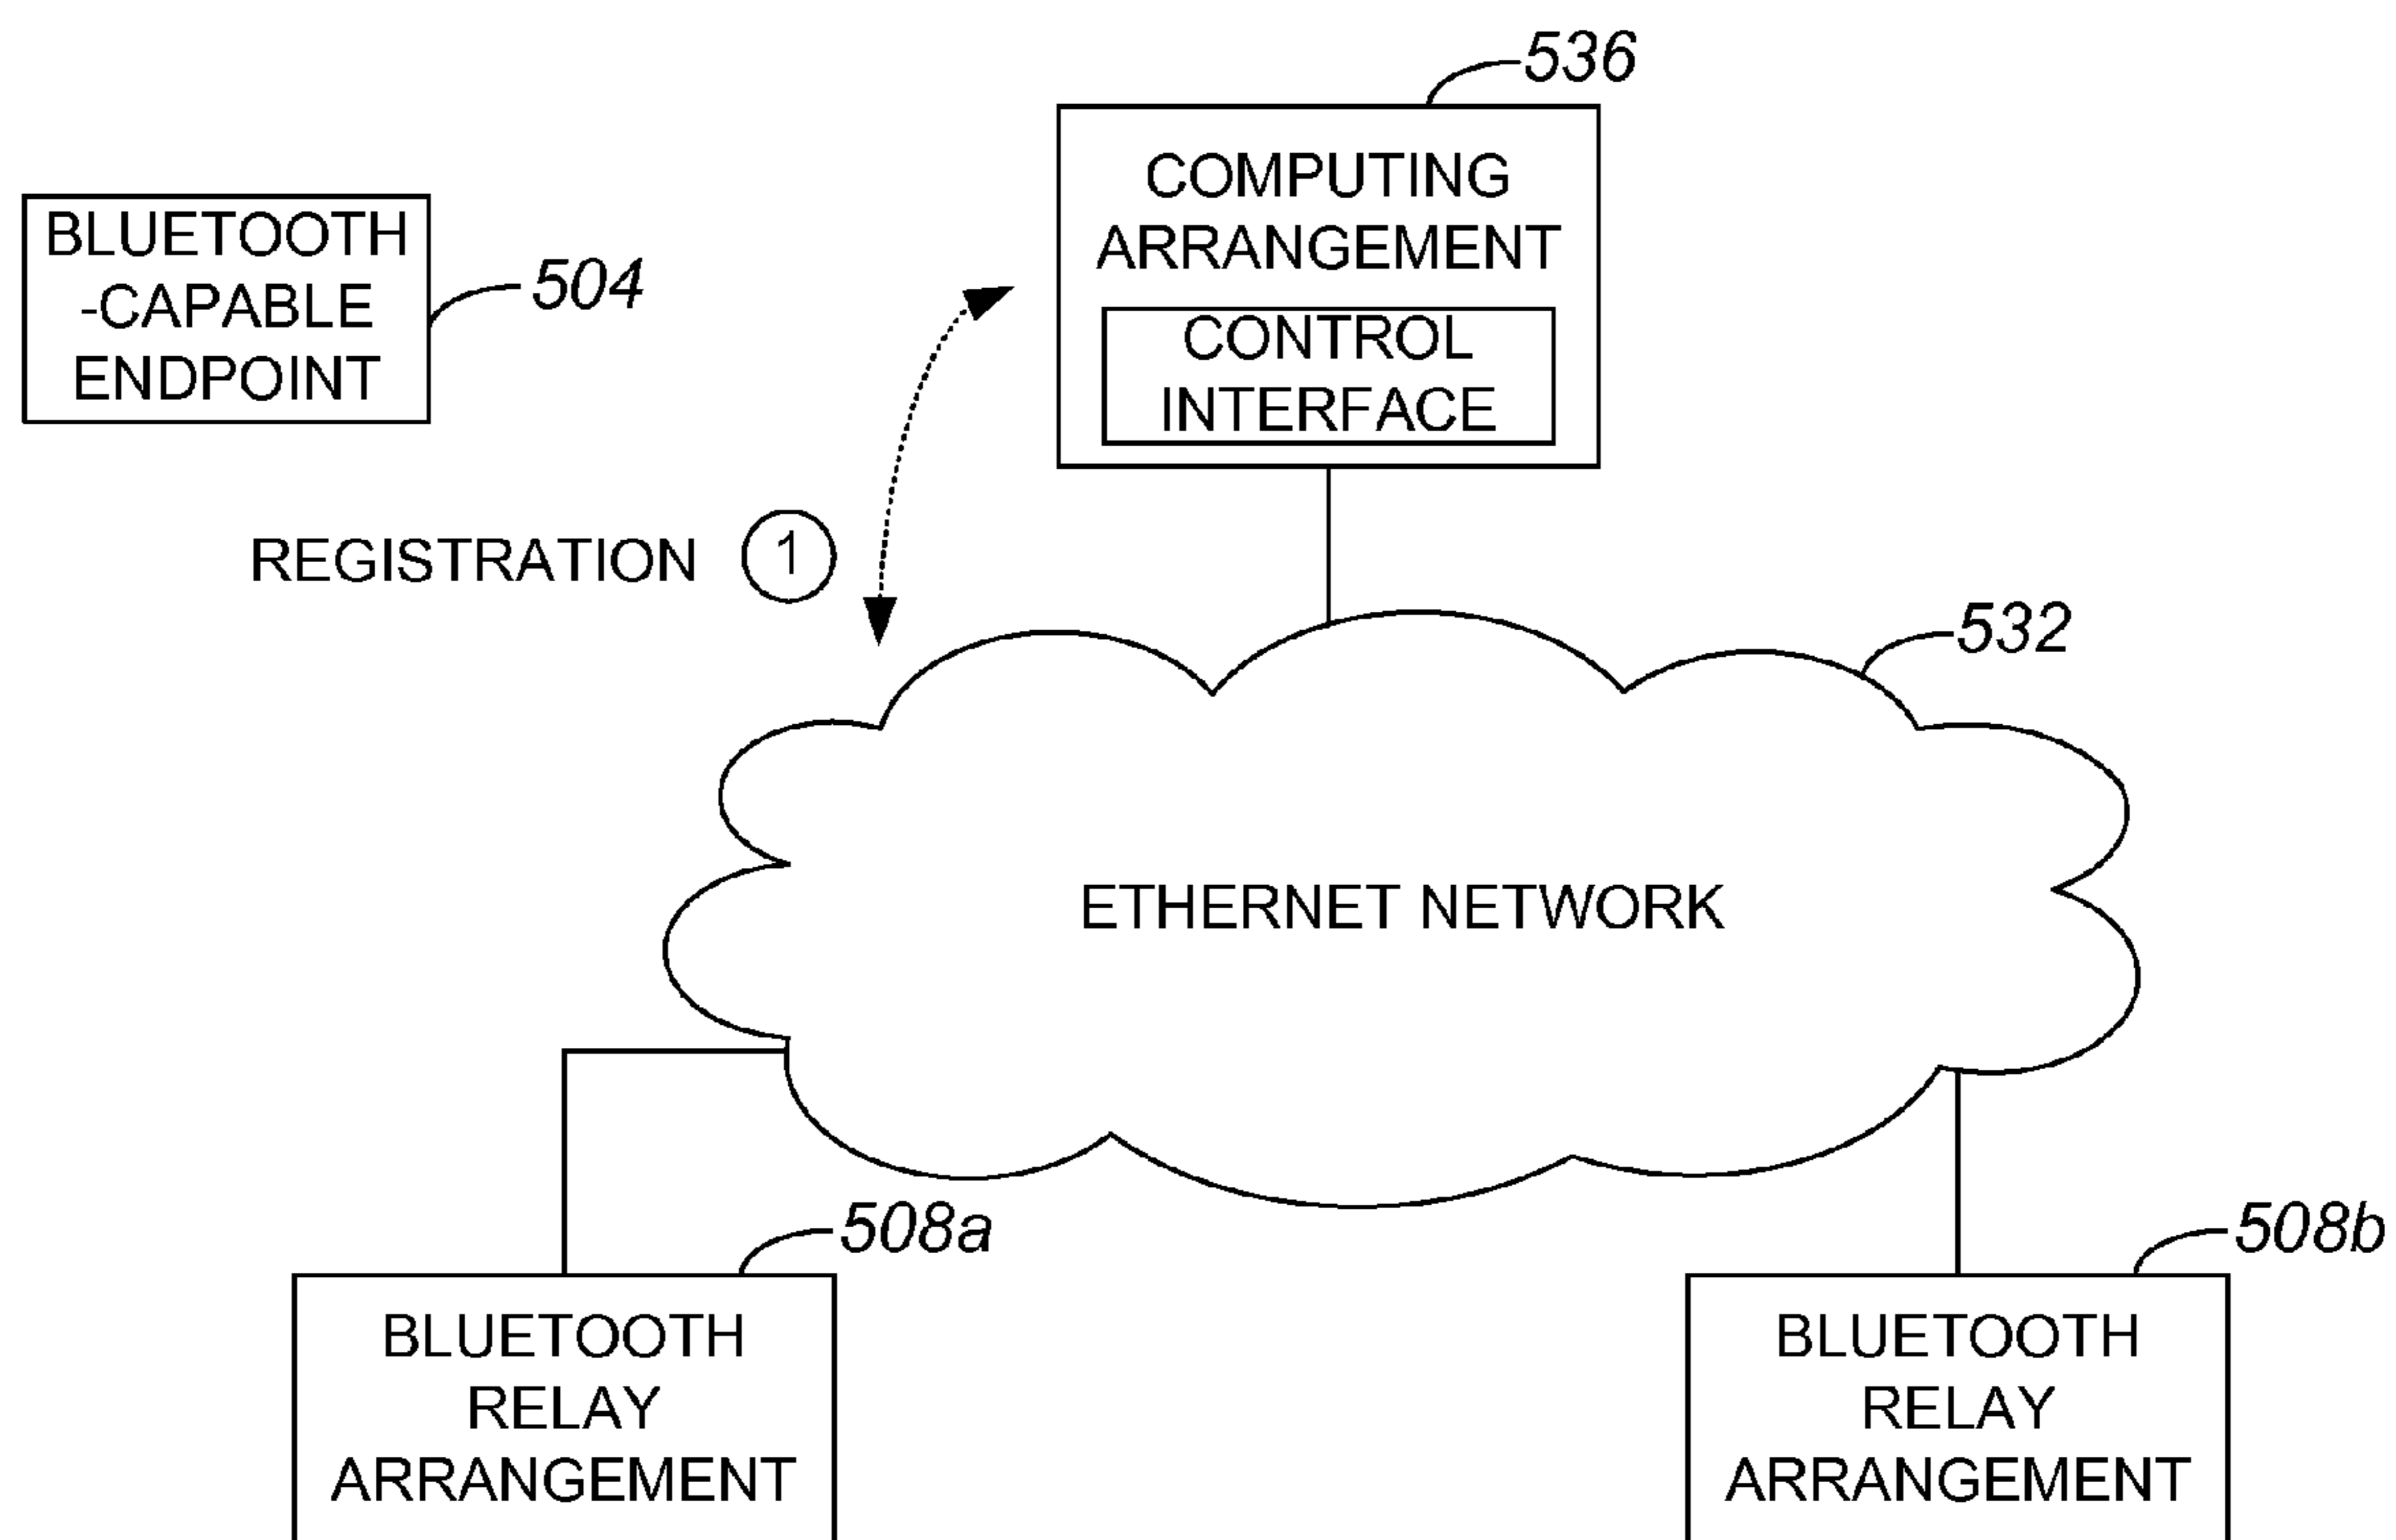 536
COMPUTING
ARRANGEMENT
CONTROL
INTERFACE
BLUETOOTH
-CAPABLE
ENDPOINT
504
REGISTRATION 1
532
ETHERNET NETWORK
508a
BLUETOOTH
RELAY
ARRANGEMENT
508b
BLUETOOTH
RELAY
ARRANGEMENT